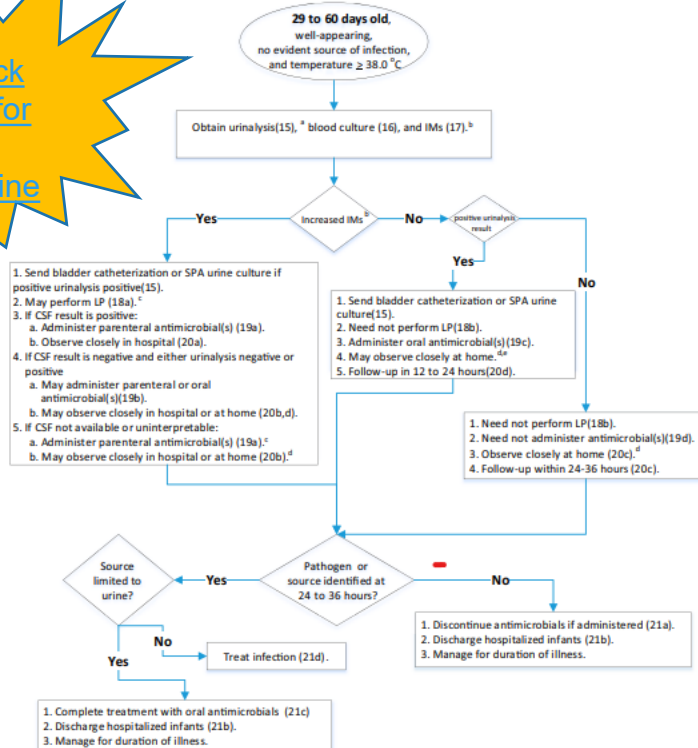 ck
for
ine
29 to 60 days old,
well-appearing,
no evident source of infection,
and temperature ≥ 38.0 °C
Obtain urinalysis(15), a blood culture (16), and IMs (17).b
Increased IMs b
Yes
No
positive urinalysis
result
Yes
No
1. Send bladder catheterization or SPA urine culture if
positive urinalysis positive(15).
2. May perform LP (18a).c
3. If CSF result is positive:
a. Administer parenteral antimicrobial(s) (19a).
b. Observe closely in hospital (20a).
4. If CSF result is negative and either urinalysis negative or
positive
a. May administer parenteral or oral
antimicrobial(s)(19b).
b. May observe closely in hospital or at home (20b,d).
5. If CSF not available or uninterpretable:
a. Administer parenteral antimicrobial(s) (19a).c
b. May observe closely in hospital or at home (20b).d
1. Send bladder catheterization or SPA urine
culture(15).
2. Need not perform LP(18b).
3. Administer oral antimicrobial(s)(19c).
4. May observe closely at home.d,e
5. Follow-up in 12 to 24 hours(20d).
1. Need not perform LP(18b).
2. Need not administer antimicrobial(s)(19d).
3. Observe closely at home (20c).d
4. Follow-up within 24-36 hours (20c).
Pathogen or
source identified at
24 to 36 hours?
Yes
No
Source
limited to
urine?
No
Yes
Treat infection (21d).
1. Discontinue antimicrobials if administered (21a).
2. Discharge hospitalized infants (21b).
3. Manage for duration of illness.
1. Complete treatment with oral antimicrobials (21c)
2. Discharge hospitalized infants (21b).
3. Manage for duration of illness.